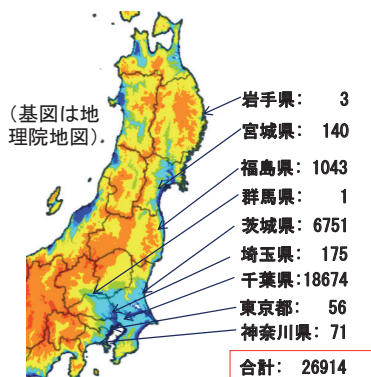 (基図は地
理院地図)
岩手県: 3
宮城県: 140
福島県: 1043
群馬県: 1
茨城県: 6751
埼玉県: 175
千葉県:18674
東京都: 56
神奈川県: 71
合計: 26914